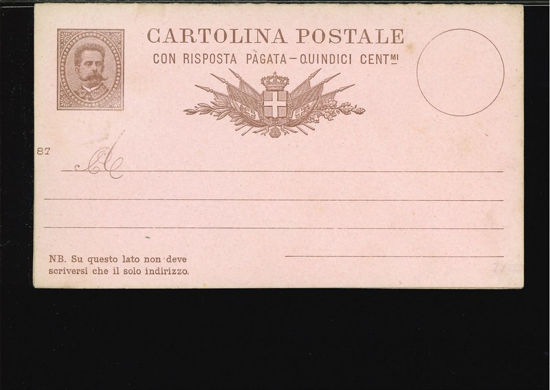 CARTOLINA POSTALE
CON RISPOSTA PAGATA – QUINDICI CENTMI
87
A
NB. Su questo lato non deve
scriversi che il solo indirizzo.